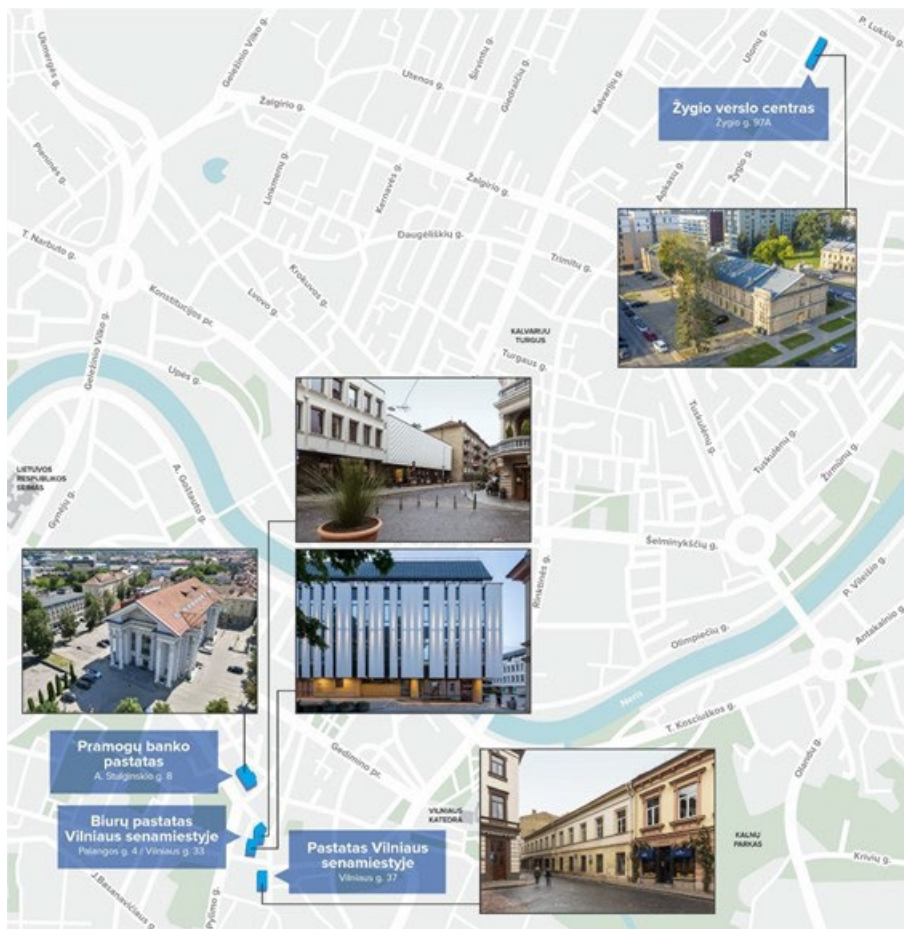 P. Lukšio g.
Ukmergės g.
Geležinio Vilko g.
Utenos g.
Širvintų g.
Giedraičių g.
Kalvarijų g.
Ulonų g.
Žygio verslo centras
Žygio g. 97A
Žalgirio g.
Pieninės g.
Linkmenų g.
Kernavės g.
Žalgirio g.
Apkasų g.
Žygio g.
T. Narbuto g.
Daugėliškių g.
Trimitų g.
Krokuvos g.
Lvovo g.
Konstitucijos pr.
Geležinio Vilko g.
KALVARIJŲ
TURGUS
Turgaus g.
Upės g.
Tuskulėnų g.
Tuskulėnų g.
Žirmūnų g.
LIETUVOS
RESPUBLIKOS
SEIMAS
A. Goštauto g.
Gynėjų g.
Šeiminyškių g.
Rinktinės g.
P. Vileišio g.
Olimpiečių g.
Antakalnio g.
Neris
T. Kosciuškos g.
Pramogų banko
pastatas
A. Stulginskio g. 8
Gedimino pr.
Olandų g.
Biurų pastatas
Vilniaus senamiestyje
Palangos g. 4 / Vilniaus g. 33
VILNIAUS
KATEDRA
KALNŲ
PARKAS
Pastatas Vilniaus
senamiestyje
Vilniaus g. 37
Krivių g.
J.Basanavičiaus g.
Pylimo g.